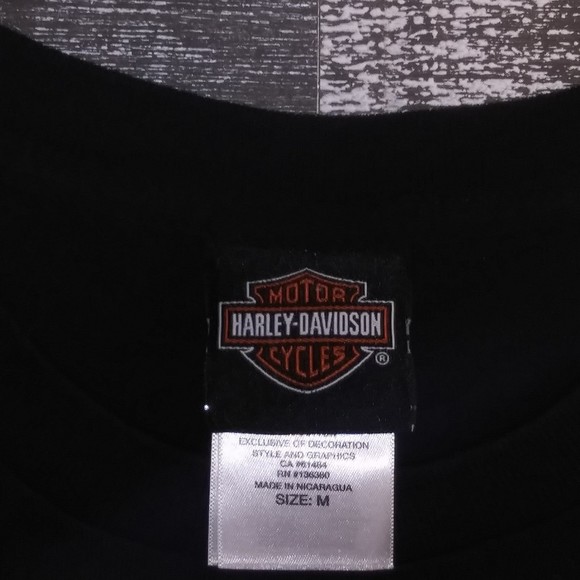 MOTOR
HARLEY-DAVIDSON
CYCLES
®
EXCLUSIVE OF DECORATION
STYLE AND GRAPHICS
CA #61464
RN #136360
MADE IN NICARAGUA
SIZE: M